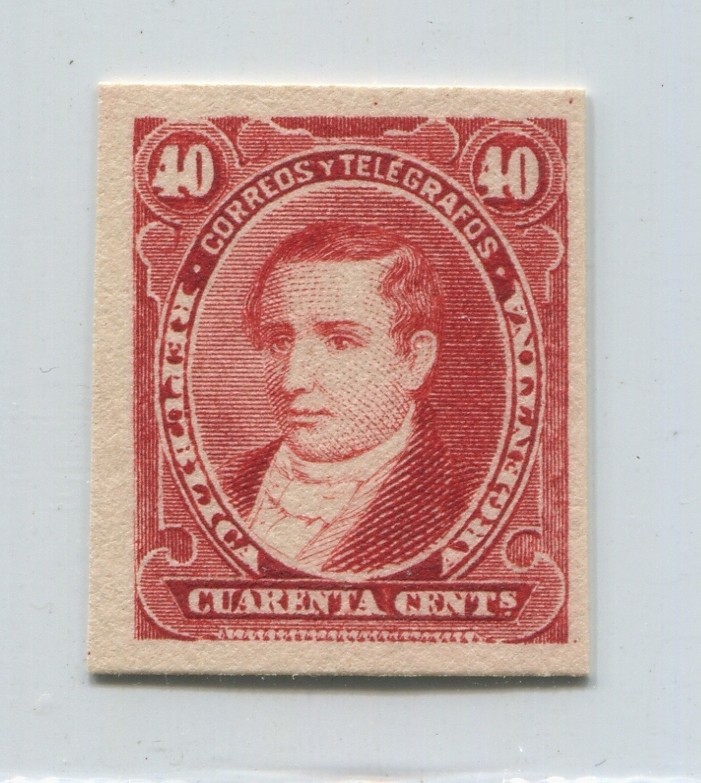 40 40
CORREOS Y TELEGRAFOS
REPUBLICA ARGENTINA
CUARENTA CENTS.